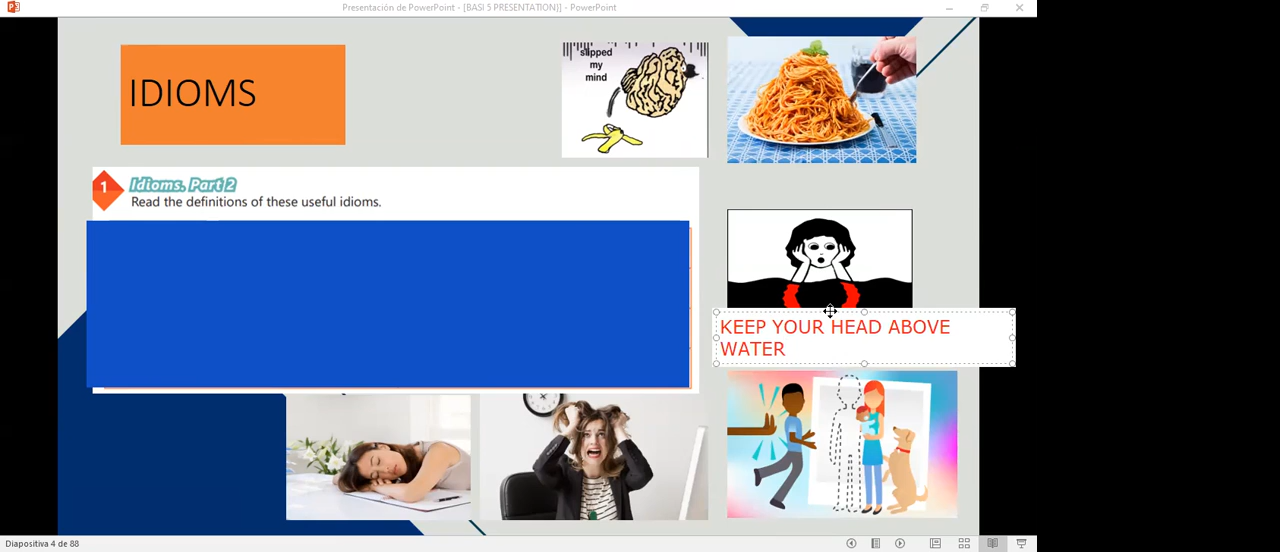 Presentación de PowerPoint - [BASI 5 PRESENTATION)] - PowerPoint
IDIOMS
slipped
my
mind
1
Idioms. Part 2
Read the definitions of these useful idioms.
KEEP YOUR HEAD ABOVE
WATER
Diapositiva 4 de 88